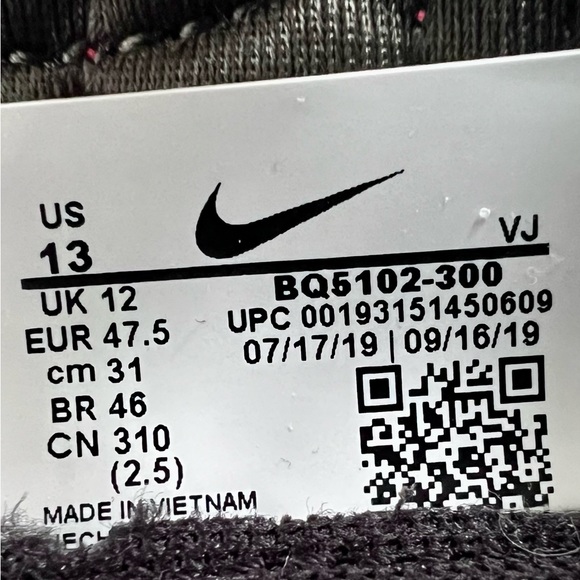 US
13
VJ
UK 12
BQ5102-300
EUR 47.5
UPC 00193151450609
cm 31
07/17/19 | 09/16/19
BR 46
CN 310
(2.5)
MADE IN VIETNAM